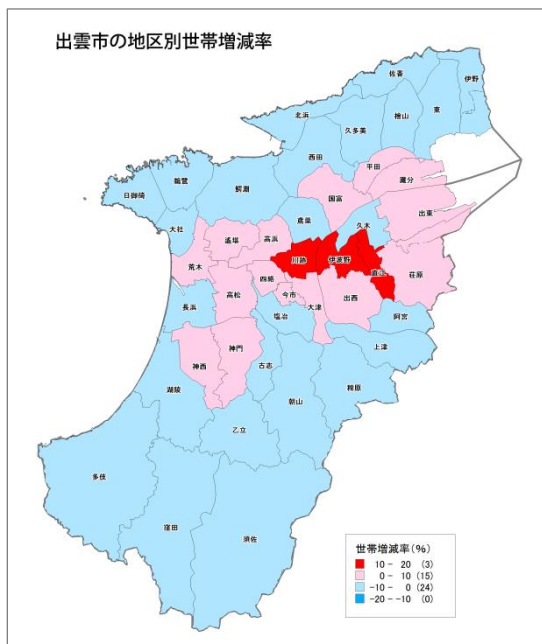 出雲市の地区別世帯増減率
佐香
伊野
東
北浜
久多美
檜山
西田
平田
灘分
鵜鷺
日御碕
鰐淵
国富
出東
鳶巣
久木
大社
遙堪
高浜
荒木
川跡
伊波野
直江
荘原
四絡
高松
今市
大津
出西
長浜
塩冶
阿宮
神門
古志
上津
神西
湖陵
朝山
稗原
乙立
多伎
窪田
須佐
世帯増減率(%)
10 - 20 (3)
0 - 10 (15)
-10 - 0 (24)
-20 - -10 (0)